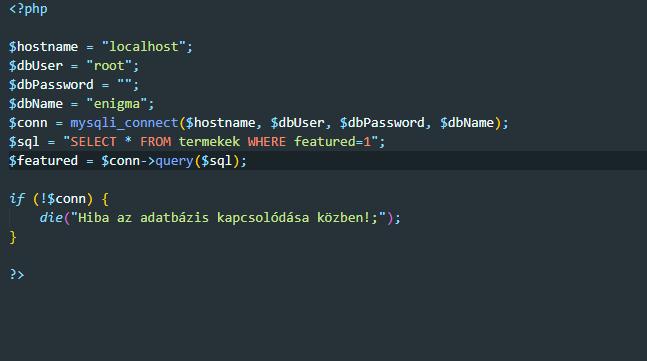 <?php
$hostname = "localhost";
$dbUser = "root";
$dbPassword = "";
$dbName = "enigma";
$conn = mysqli_connect($hostname, $dbUser, $dbPassword, $dbName);
$sql = "SELECT * FROM termekek WHERE featured=1";
$featured = $conn->query($sql);
if (!$conn) {
    die("Hiba az adatbázis kapcsolódása közben!;");
}
?>